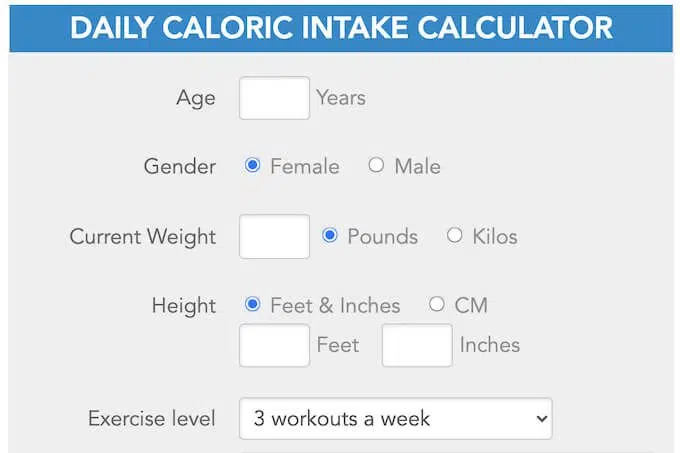 DAILY CALORIC INTAKE CALCULATOR
Age Years
Gender Female Male
Current Weight Pounds Kilos
Height Feet & Inches CM
Feet Inches
Exercise level 3 workouts a week